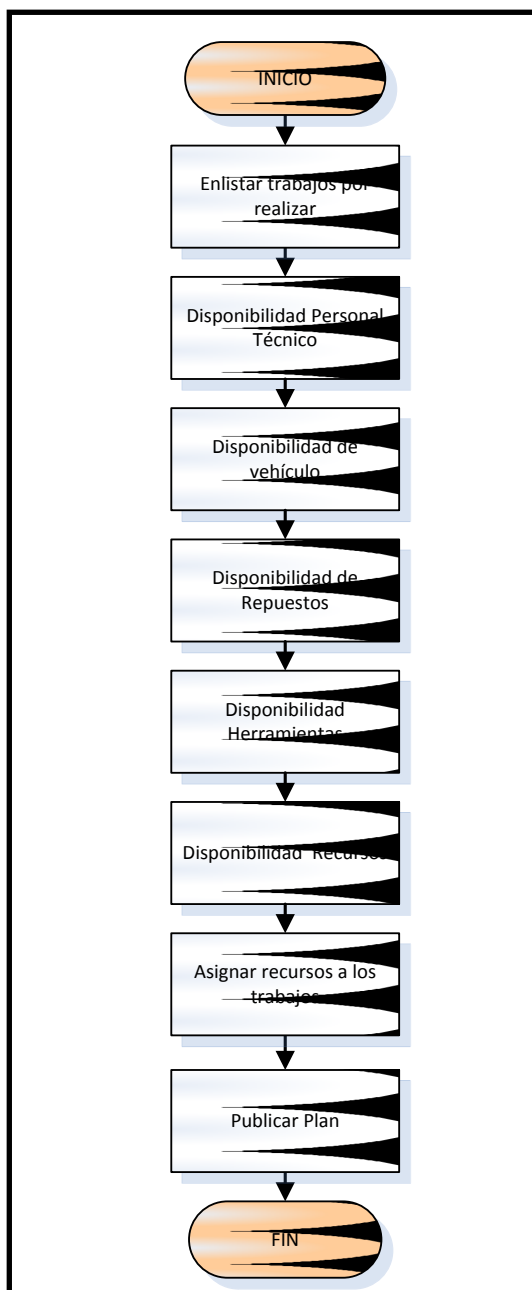 INICIO
Enlistar trabajos por
realizar
Disponibilidad Personal
Técnico
Disponibilidad de
vehículo
Disponibilidad de
Repuestos
Disponibilidad
Herramientas
Disponibilidad Recursos
Asignar recursos a los
trabajos
Publicar Plan
FIN